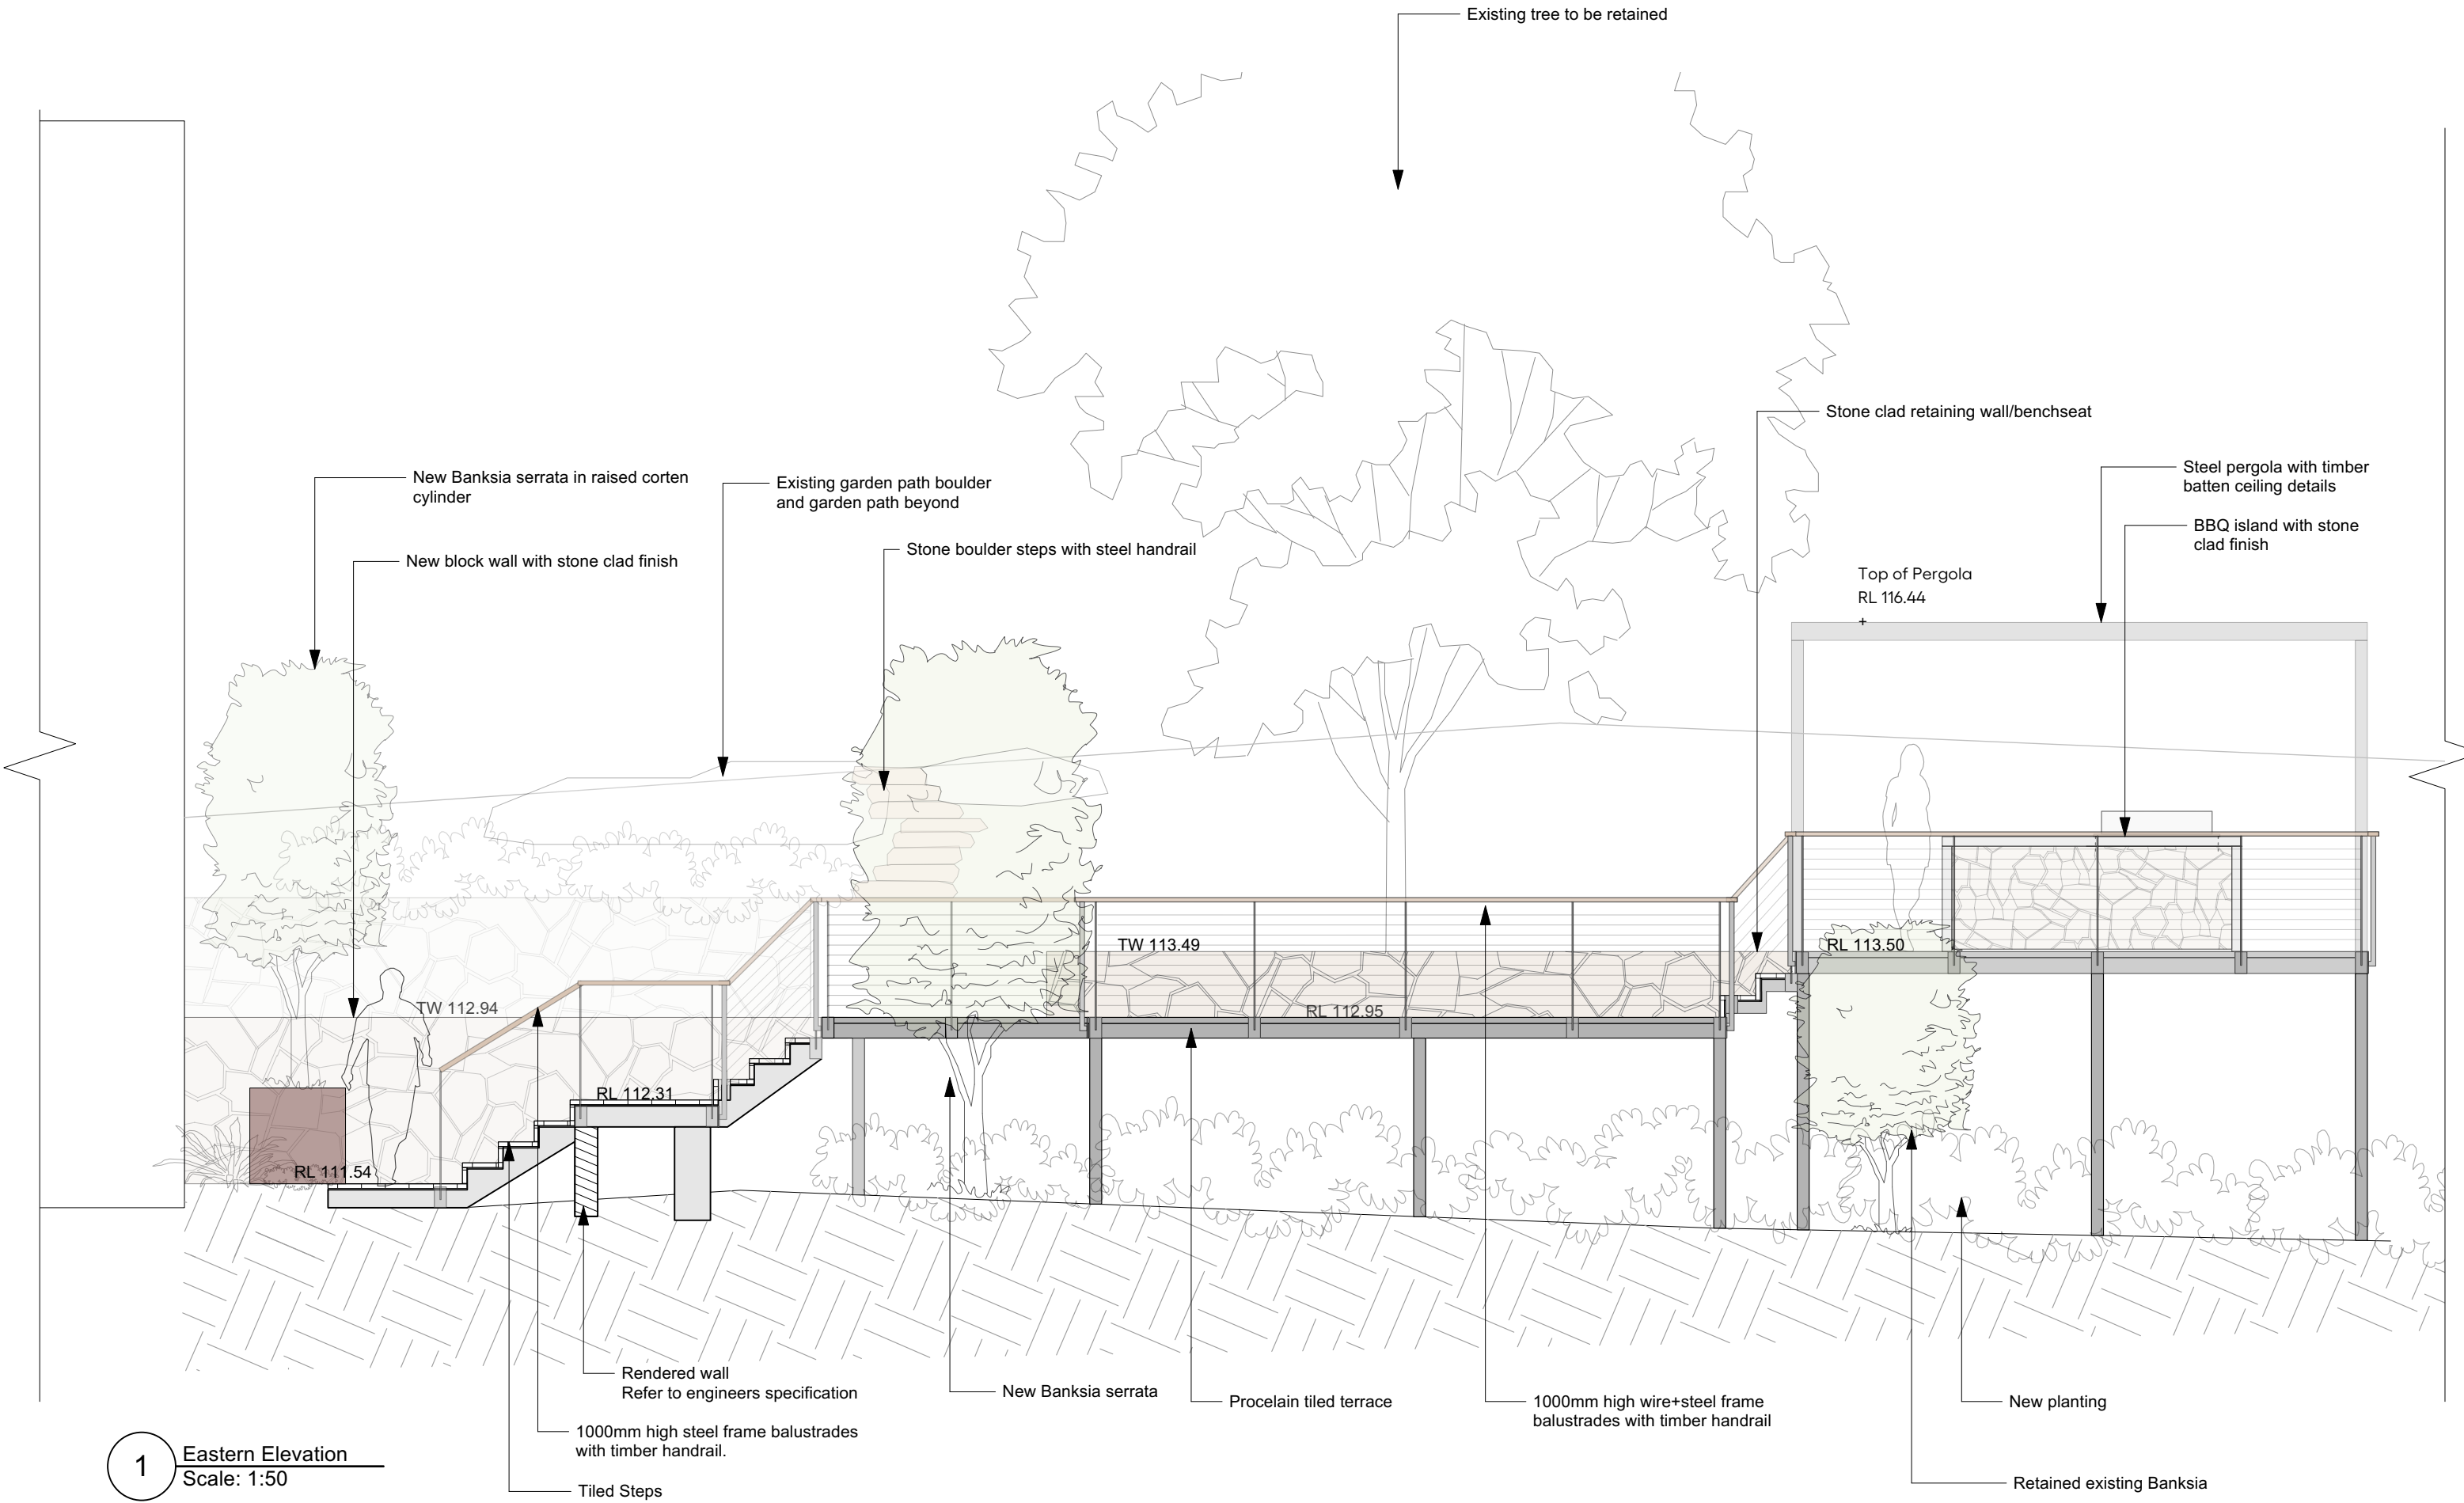 Existing tree to be retained
Stone clad retaining wall/benchseat
New Banksia serrata in raised corten
cylinder
Existing garden path boulder
and garden path beyond
Steel pergola with timber
batten ceiling details
BBQ island with stone
clad finish
New block wall with stone clad finish
Stone boulder steps with steel handrail
Top of Pergola
RL 116.44
+
TW 113.49
RL 113.50
TW 112.94
RL 112.95
RL 112.31
RL 111.54
Rendered wall
Refer to engineers specification
New Banksia serrata
Procelain tiled terrace
1000mm high wire+steel frame
balustrades with timber handrail
New planting
1000mm high steel frame balustrades
with timber handrail.
Tiled Steps
Retained existing Banksia
1
Eastern Elevation
Scale: 1:50